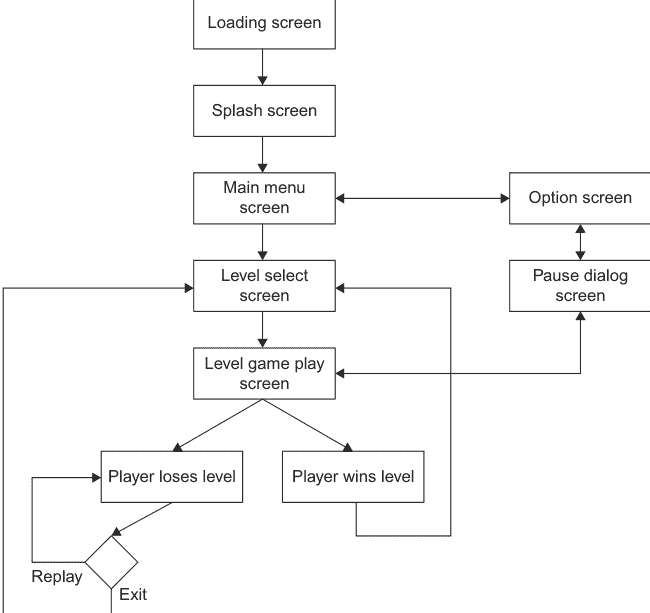 Loading screen
Splash screen
Main menu
screen
Option screen
Level select
screen
Pause dialog
screen
Level game play
screen
Player loses level
Player wins level
Replay
Exit